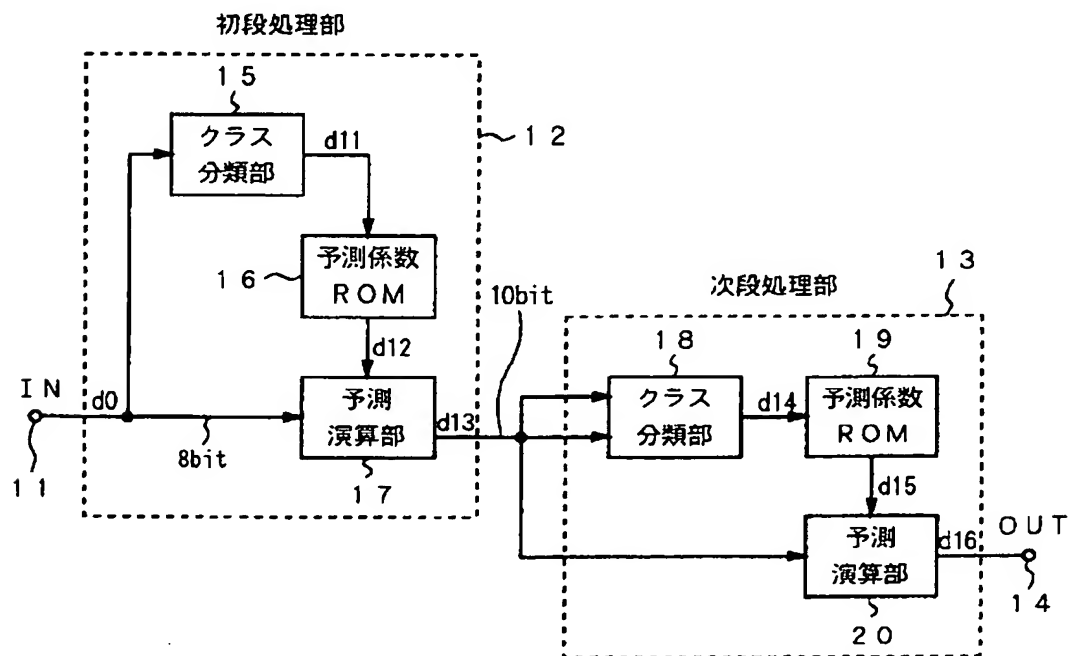 初段処理部
15
クラス
分類部
d11
12
16
予測係数
ROM
d12
IN
d0
11
8bit
予測
演算部
d13
17
10bit
次段処理部
13
18
クラス
分類部
d14
19
予測係数
ROM
d15
予測
演算部
d16
20
OUT
14